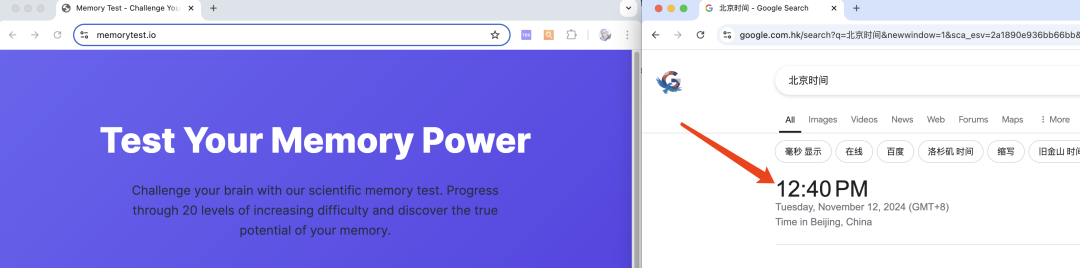 Memory Test - Challenge You
memorytest.io
Test Your Memory Power
Challenge your brain with our scientific memory test. Progress
through 20 levels of increasing difficulty and discover the true
potential of your memory.
北京时间 - Google Search
google.com.hk/search?q=北京时间&newwindow=1&sca_esv=2a1890e936bb66bb&
北京时间
All Images Videos News Web Forums Maps More
毫秒 显示 在线 百度 洛杉矶 时间 缩写 旧金山 时间
12:40 PM
Tuesday, November 12, 2024 (GMT+8)
Time in Beijing, China